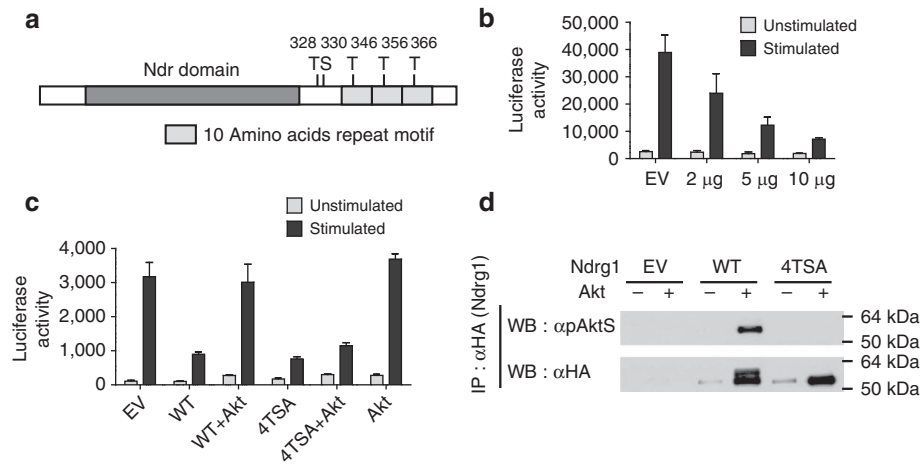 a
328 330 346 356 366
TS T T T
Ndr domain
10 Amino acids repeat motif
b
Unstimulated
Stimulated
Luciferase
activity
50,000
40,000
30,000
20,000
10,000
0
EV 2 μg 5 μg 10 μg
c
Unstimulated
Stimulated
Luciferase
activity
4,000
3,000
2,000
1,000
0
EV
WT
WT+Akt
4TSA
4TSA+Akt
Akt
d
Ndrg1 EV WT 4TSA
Akt – + – + – +
IP : αHA (Ndrg1)
WB : αpAktS
64 kDa
50 kDa
WB : αHA
64 kDa
50 kDa